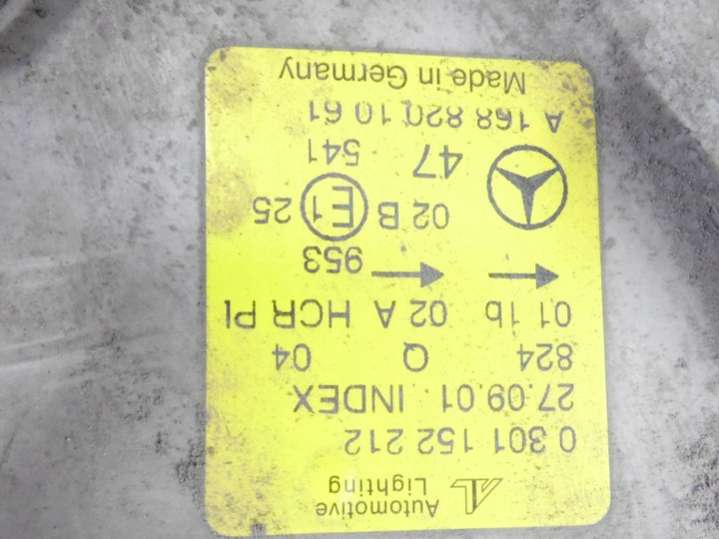 Automotive
Lighting
0 301 152 212
27.09.01 INDEX
824 Q 04
01 1b 02 A HCR PL
953
02 B E1 25
47 541
A 168 820 10 61
Made in Germany